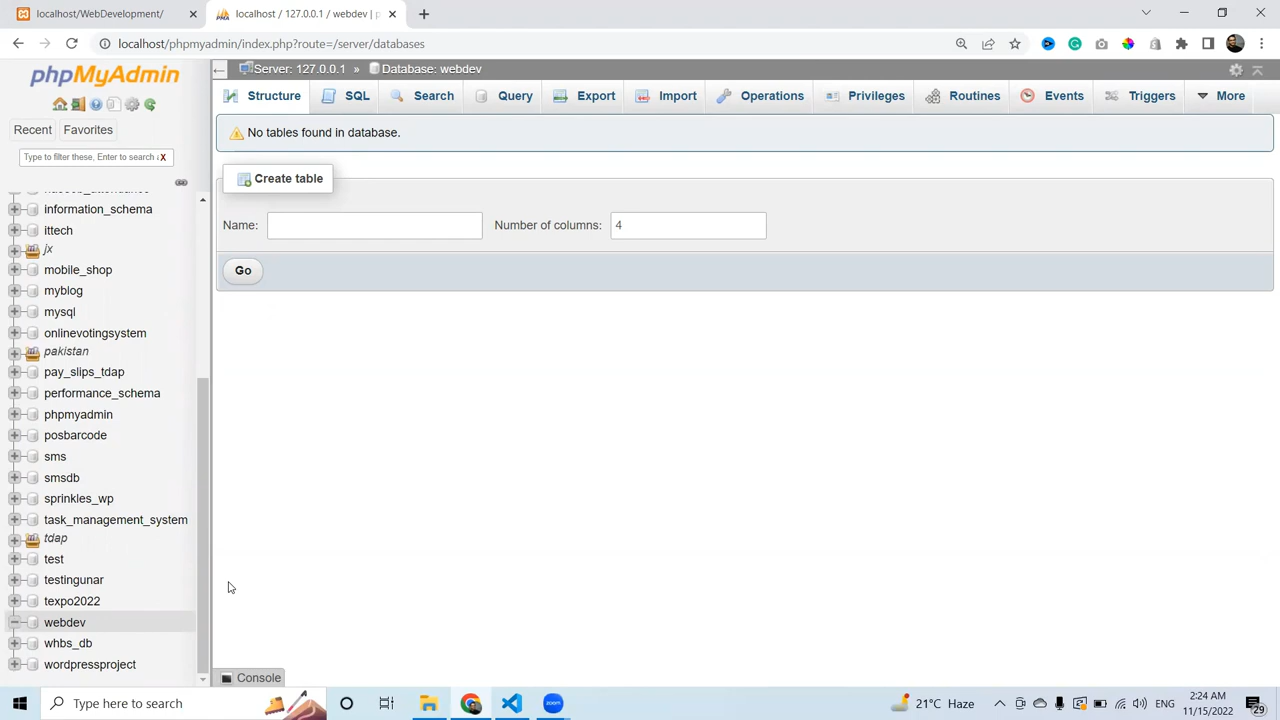 localhost/WebDevelopment/
localhost / 127.0.0.1 / webdev | p
localhost/phpmyadmin/index.php?route=/server/databases
phpMyAdmin
Recent
Favorites
Type to filter these, Enter to search a
X
information_schema
ittech
jx
mobile_shop
myblog
mysql
onlinevotingsystem
pakistan
pay_slips_tdap
performance_schema
phpmyadmin
posbarcode
sms
smsdb
sprinkles_wp
task_management_system
tdap
test
testingunar
texpo2022
webdev
whbs_db
wordpressproject
Server: 127.0.0.1 » Database: webdev
Structure SQL Search Query Export Import Operations Privileges Routines Events Triggers More
No tables found in database.
Create table
Name: Number of columns: 4
Go
Console
Type here to search
21°C Haze
ENG
2:24 AM
11/15/2022
29